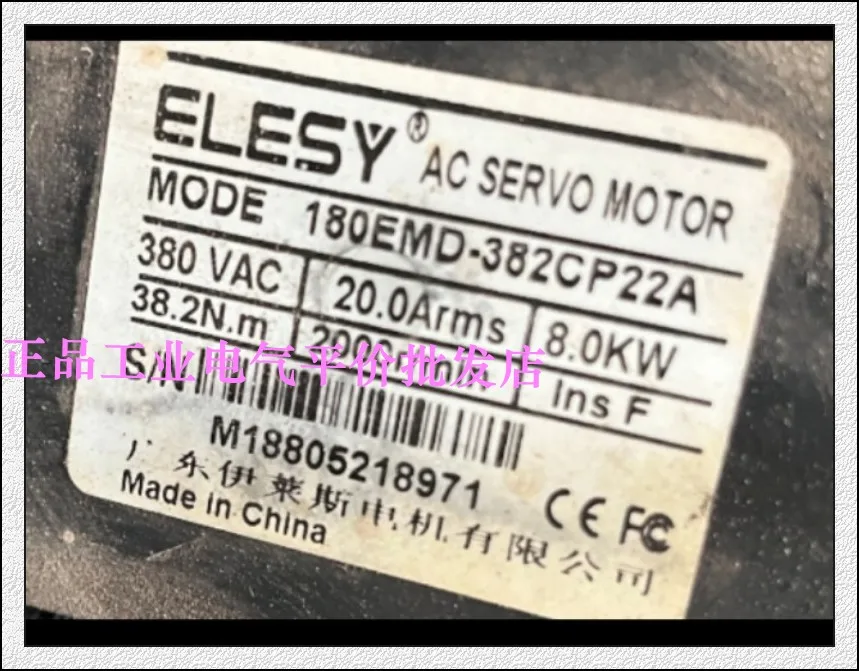 ELESY® AC SERVO MOTOR
MODE 180EMD-382CP22A
380 VAC 20.0Arms 8.0KW
38.2N.m Ins F
正品工业电气平价批发店
M18805218971
广东伊莱斯电机有限公司
CE FC
Made in China